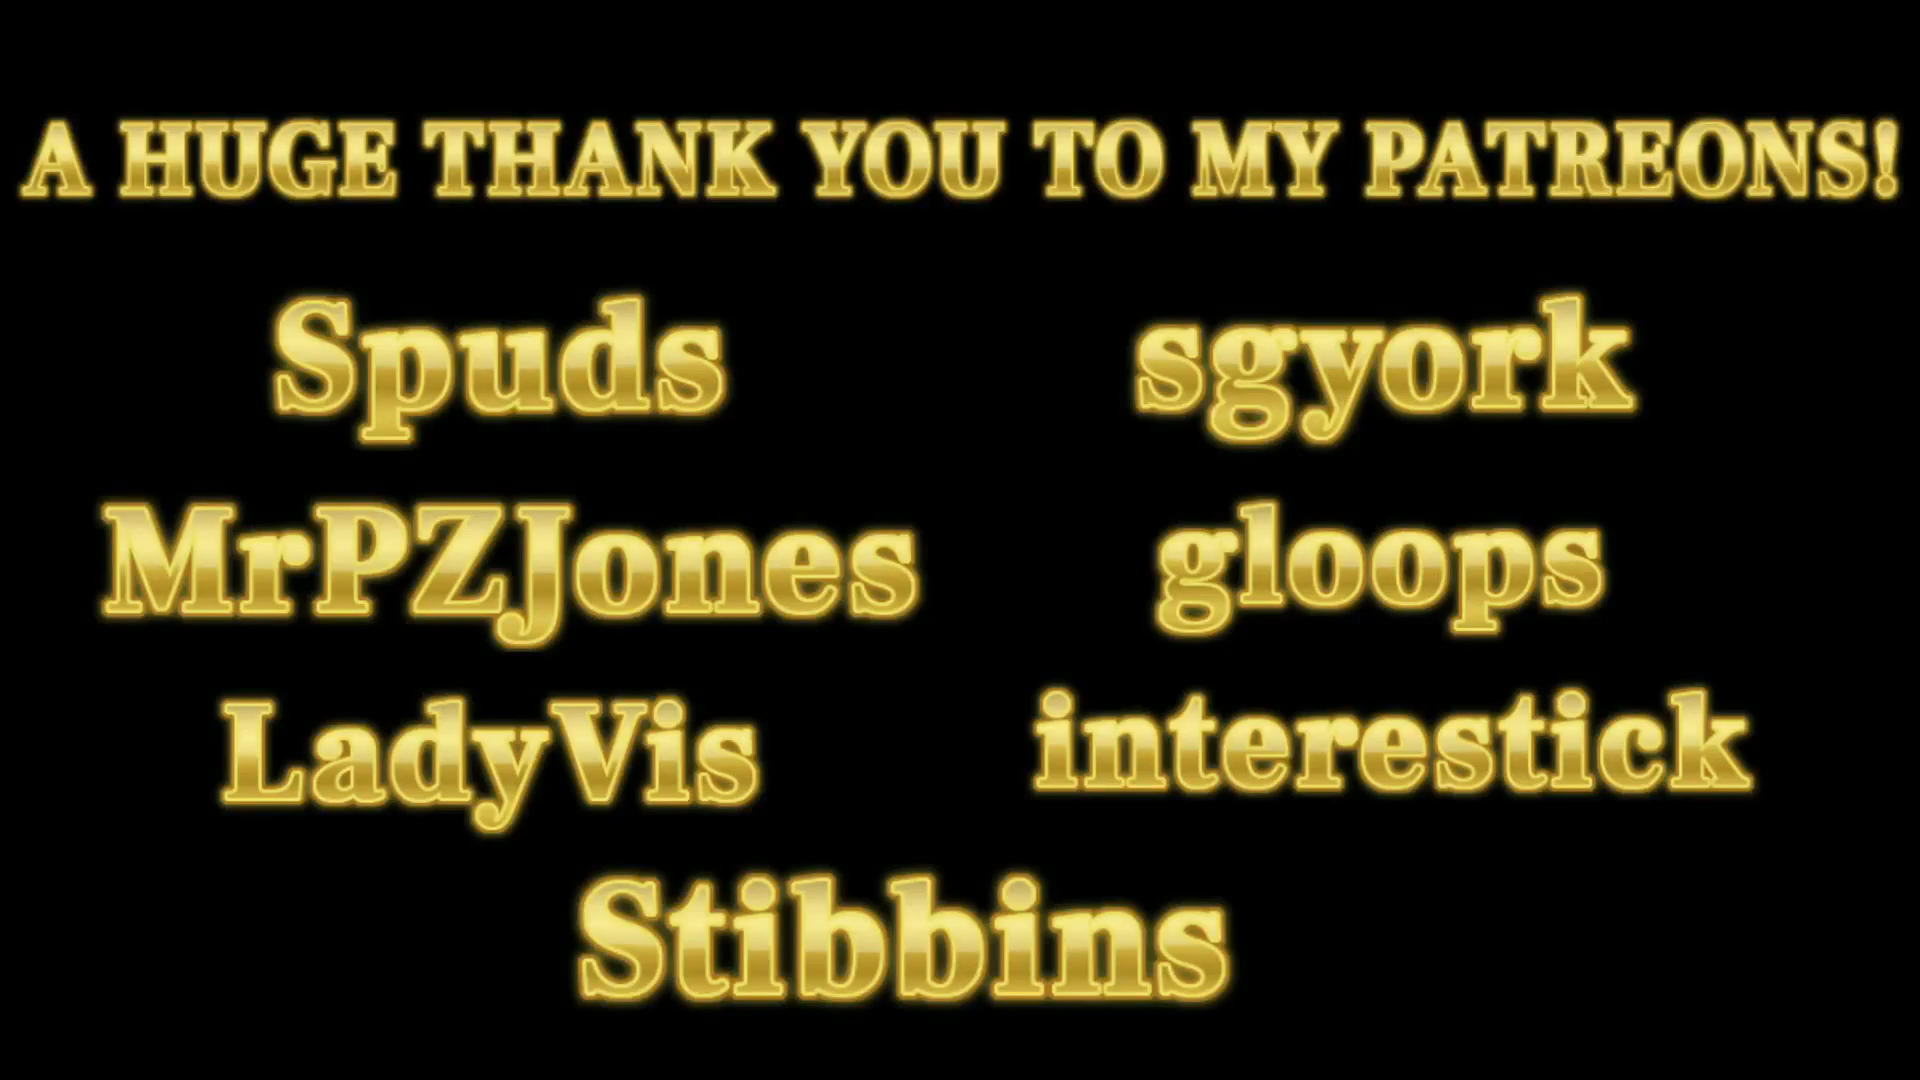 A HUGE THANK YOU TO MY PATREONS!
Spuds
sgyork
MrPZJones
gloops
LadyVis
interestick
Stibbins